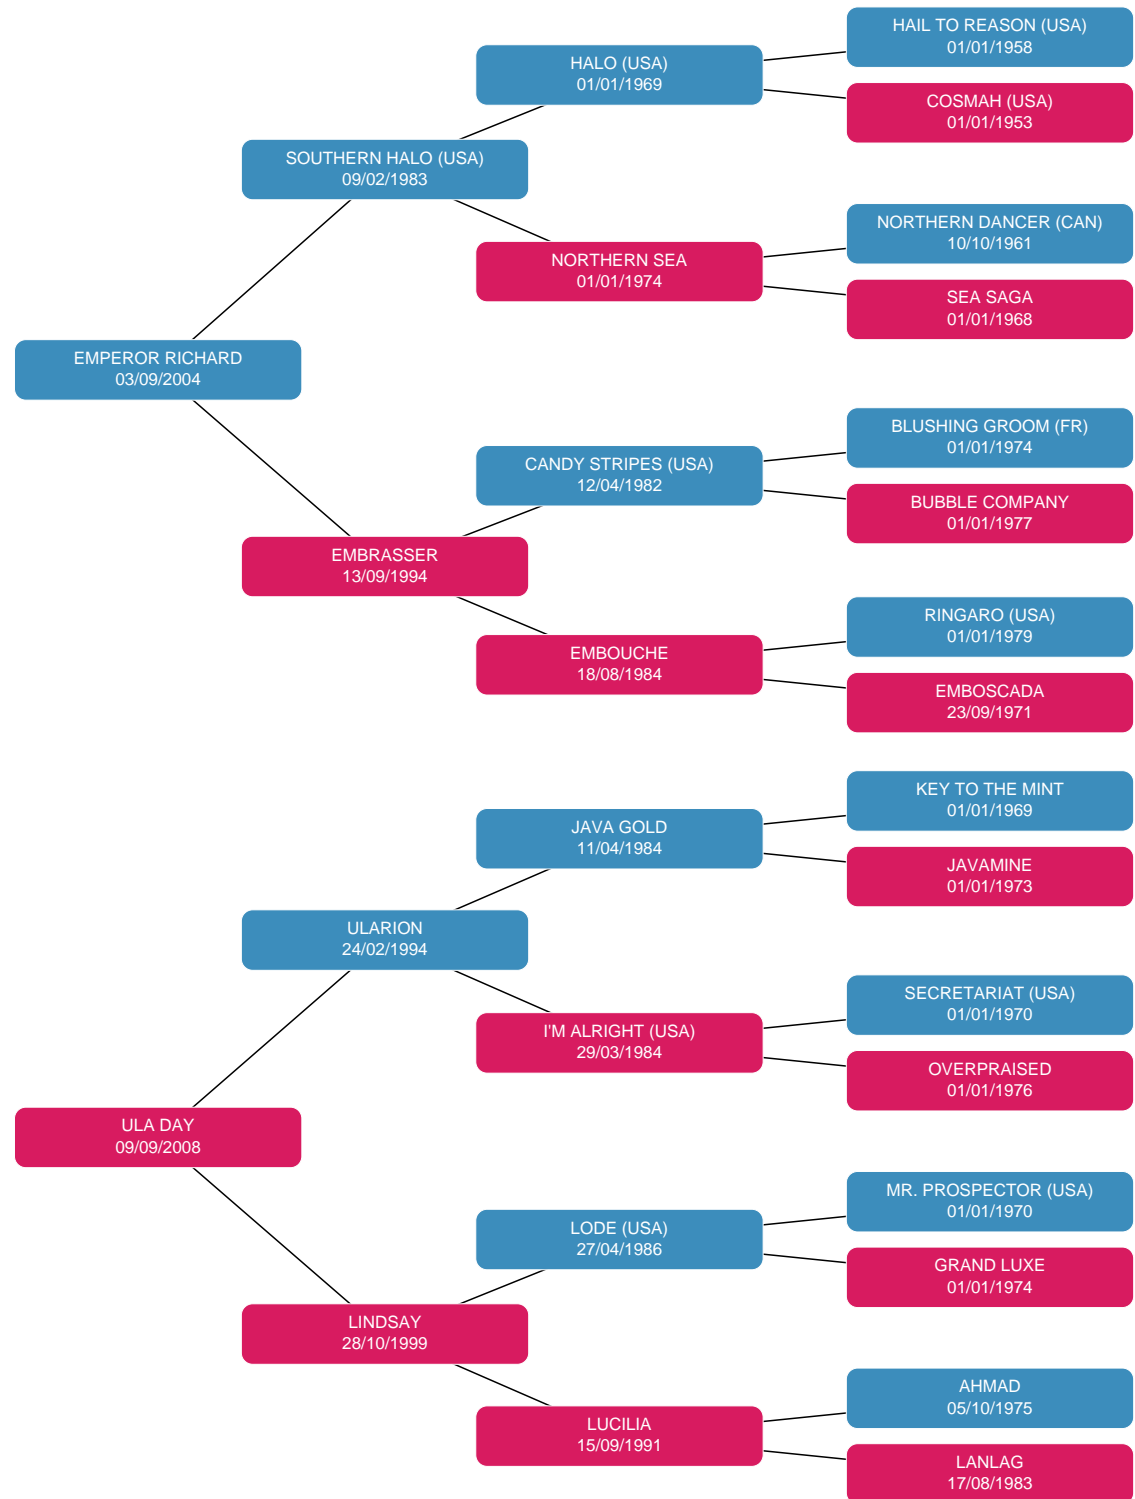 HAIL TO REASON (USA)
01/01/1958
HALO (USA)
01/01/1969
COSMAH (USA)
01/01/1953
SOUTHERN HALO (USA)
09/02/1983
NORTHERN DANCER (CAN)
10/10/1961
NORTHERN SEA
01/01/1974
SEA SAGA
01/01/1968
EMPEROR RICHARD
03/09/2004
BLUSHING GROOM (FR)
01/01/1974
CANDY STRIPES (USA)
12/04/1982
BUBBLE COMPANY
01/01/1977
EMBRASSER
13/09/1994
RINGARO (USA)
01/01/1979
EMBOUCHE
18/08/1984
EMBOSCADA
23/09/1971
KEY TO THE MINT
01/01/1969
JAVA GOLD
11/04/1984
JAVAMINE
01/01/1973
ULARION
24/02/1994
SECRETARIAT (USA)
01/01/1970
I'M ALRIGHT (USA)
29/03/1984
OVERPRAISED
01/01/1976
ULA DAY
09/09/2008
MR. PROSPECTOR (USA)
01/01/1970
LODE (USA)
27/04/1986
GRAND LUXE
01/01/1974
LINDSAY
28/10/1999
AHMAD
05/10/1975
LUCILIA
15/09/1991
LANLAG
17/08/1983